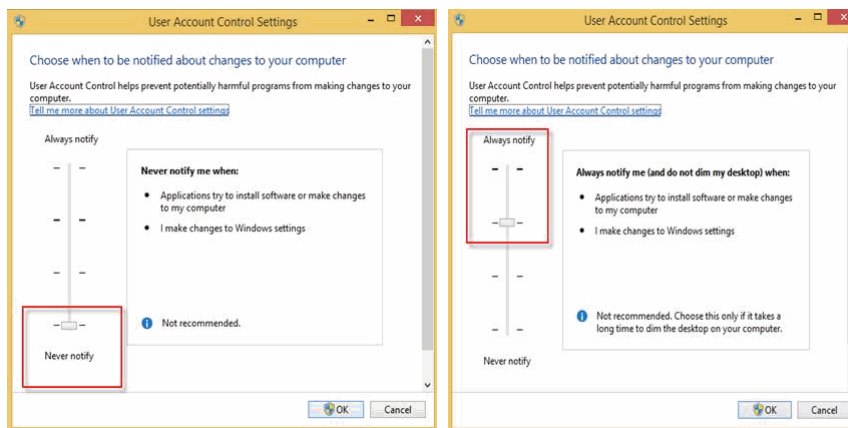 User Account Control Settings
Choose when to be notified about changes to your computer
User Account Control helps prevent potentially harmful programs from making changes to your
computer.
Tell me more about User Account Control settings
Always notify
Never notify me when:
Applications try to install software or make changes
to my computer
I make changes to Windows settings
Not recommended.
Never notify
OK
Cancel
User Account Control Settings
Choose when to be notified about changes to your computer
User Account Control helps prevent potentially harmful programs from making changes to your
computer.
Tell me more about User Account Control settings
Always notify
Always notify me (and do not dim my desktop) when:
Applications try to install software or make changes
to my computer
I make changes to Windows settings
Not recommended. Choose this only if it takes a
long time to dim the desktop on your computer.
Never notify
OK
Cancel